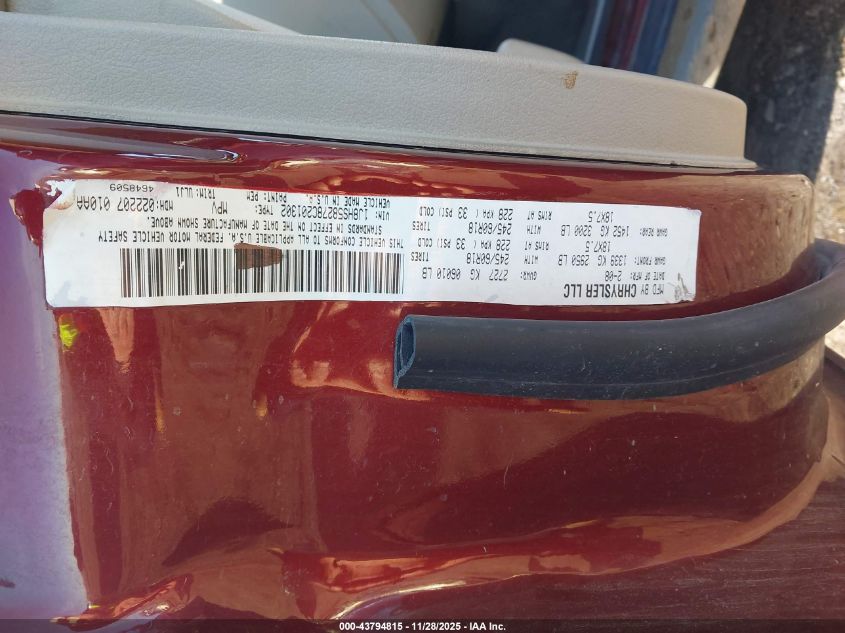 MFD BY CHRYSLER LLC
DATE OF MFR: 2-08 GVWR: 2727 KG 06010 LB
GAWR FRONT: 1339 KG 2950 LB WITH TIRES 245/60R18
18X7.5 RIMS AT 228 KPA( 33 PSI) COLD
GAWR REAR: 1452 KG 3200 LB WITH TIRES 245/60R18
18X7.5 RIMS AT 228 KPA( 33 PSI) COLD
THIS VEHICLE CONFORMS TO ALL APPLICABLE U.S.A. FEDERAL MOTOR VEHICLE SAFETY
STANDARDS IN EFFECT ON THE DATE OF MANUFACTURE SHOWN ABOVE.
VIN: 1J8HS58278C201302 TYPE: MPV MDH: 022207 010AA
VEHICLE MADE IN U.S. PAINT: PEM TRIM: ULJ1 4648509
000-43794815 | 11/28/2025 - IAA Inc.